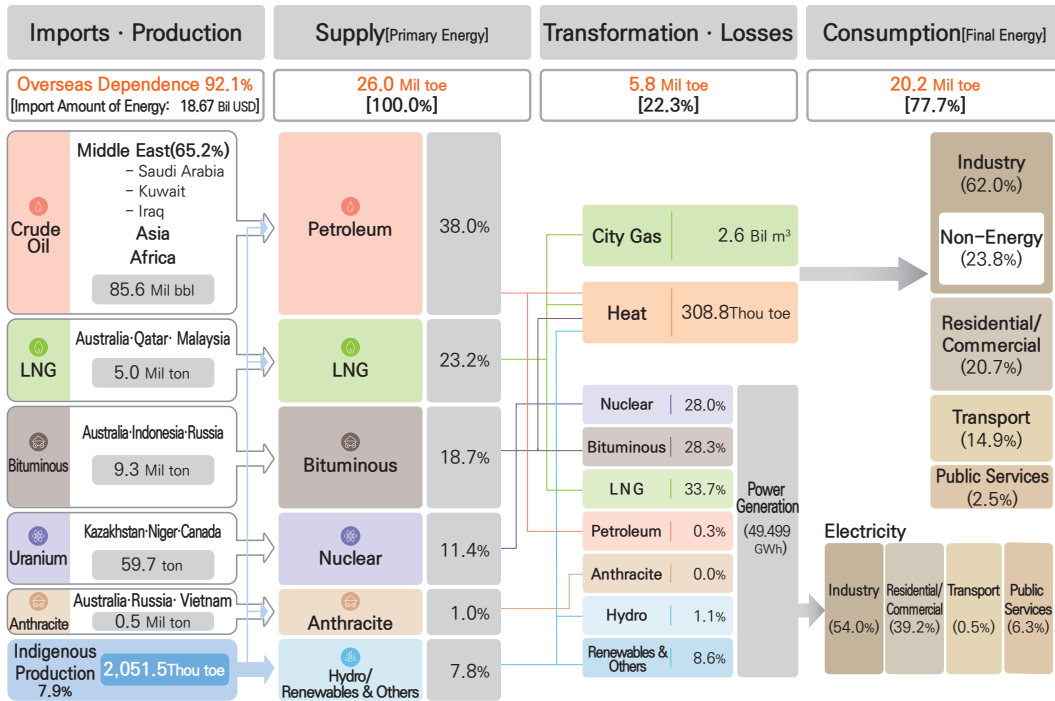 Imports · Production
Supply[Primary Energy]
Transformation · Losses
Consumption[Final Energy]
Overseas Dependence 92.1%
[Import Amount of Energy: 18.67 Bil USD]
26.0 Mil toe
[100.0%]
5.8 Mil toe
[22.3%]
20.2 Mil toe
[77.7%]
Crude
Oil
Middle East(65.2%)
– Saudi Arabia
– Kuwait
– Iraq
Asia
Africa
85.6 Mil bbl
LNG
Australia·Qatar· Malaysia
5.0 Mil ton
Bituminous
Australia·Indonesia·Russia
9.3 Mil ton
Uranium
Kazakhstan·Niger·Canada
59.7 ton
Anthracite
Australia·Russia· Vietnam
0.5 Mil ton
Indigenous
Production
7.9%
2,051.5Thou toe
Petroleum
38.0%
LNG
23.2%
Bituminous
18.7%
Nuclear
11.4%
Anthracite
1.0%
Hydro/
Renewables & Others
7.8%
City Gas
2.6 Bil m³
Heat
308.8Thou toe
Nuclear
28.0%
Bituminous
28.3%
LNG
33.7%
Petroleum
0.3%
Anthracite
0.0%
Hydro
1.1%
Renewables &
Others
8.6%
Power
Generation
(49.499
GWh)
Industry
(62.0%)
Non-Energy
(23.8%)
Residential/
Commercial
(20.7%)
Transport
(14.9%)
Public Services
(2.5%)
Electricity
Industry
(54.0%)
Residential/
Commercial
(39.2%)
Transport
(0.5%)
Public
Services
(6.3%)